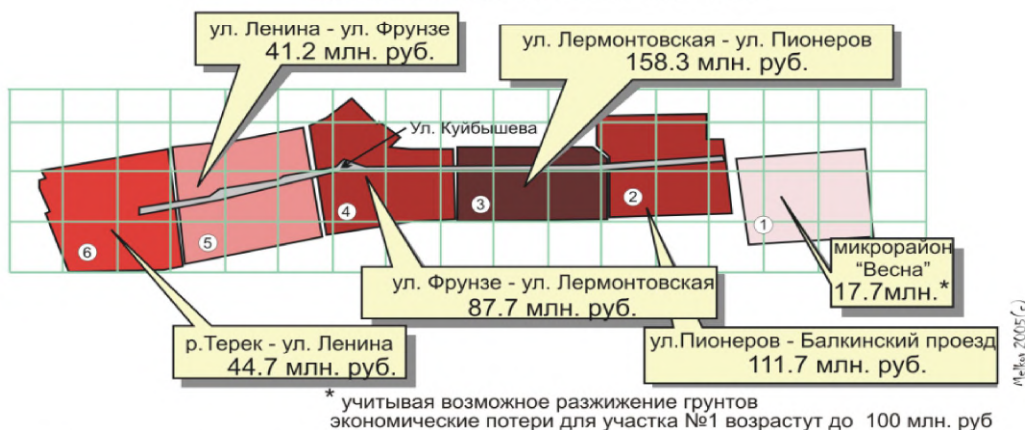 ул. Ленина - ул. Фрунзе
41.2 млн. руб.
ул. Лермонтовская - ул. Пионеров
158.3 млн. руб.
Ул. Куйбышева
6
5
4
3
2
1
микрорайон
"Весна"
17.7млн.*
ул. Фрунзе - ул. Лермонтовская
87.7 млн. руб.
р.Терек - ул. Ленина
44.7 млн. руб.
ул.Пионеров - Балкинский проезд
111.7 млн. руб.
* учитывая возможное разжижение грунтов
экономические потери для участка №1 возрастут до 100 млн. руб
2005(c)